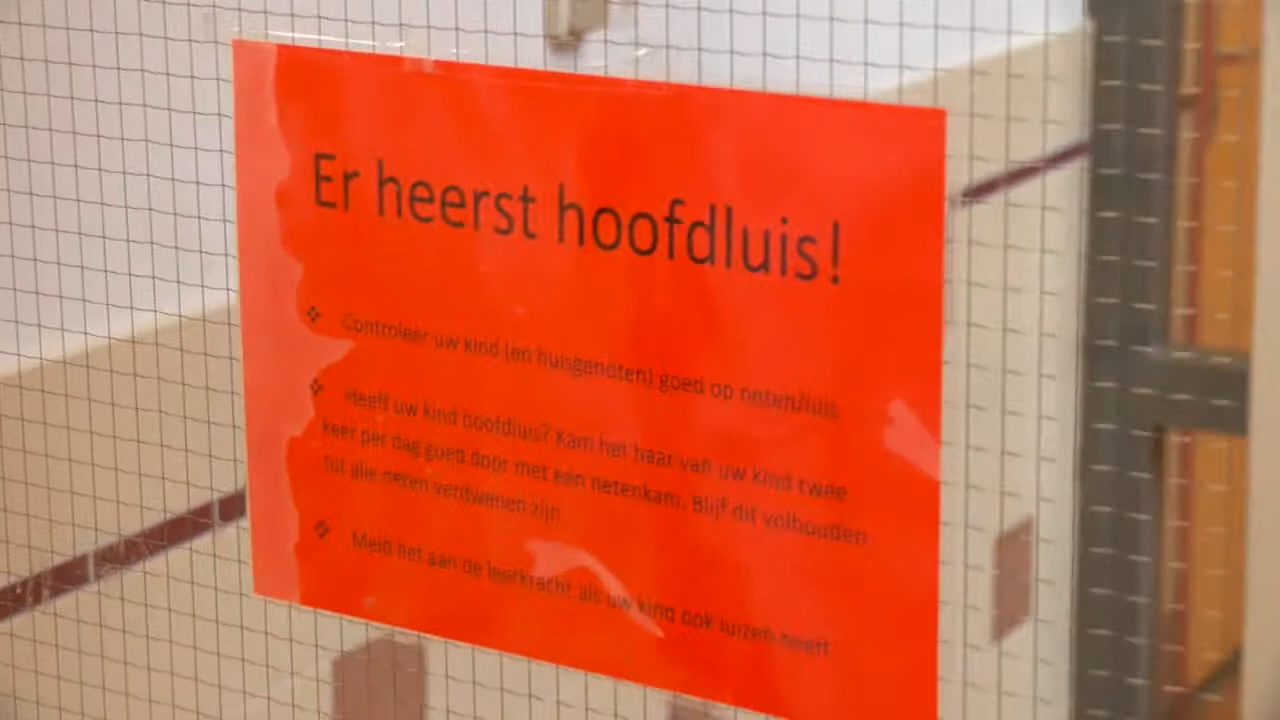 Er heerst hoofdluis!
❖ Controleer uw kind (en huisgenoten) goed op neten/luis
❖ Heeft uw kind hoofdluis? Kam het haar van uw kind twee
keer per dag goed door met een netenkam. Blijf dit volhouden
tot alle neten verdwenen zijn
❖ Meld het aan de leerkracht als uw kind ook luizen heeft